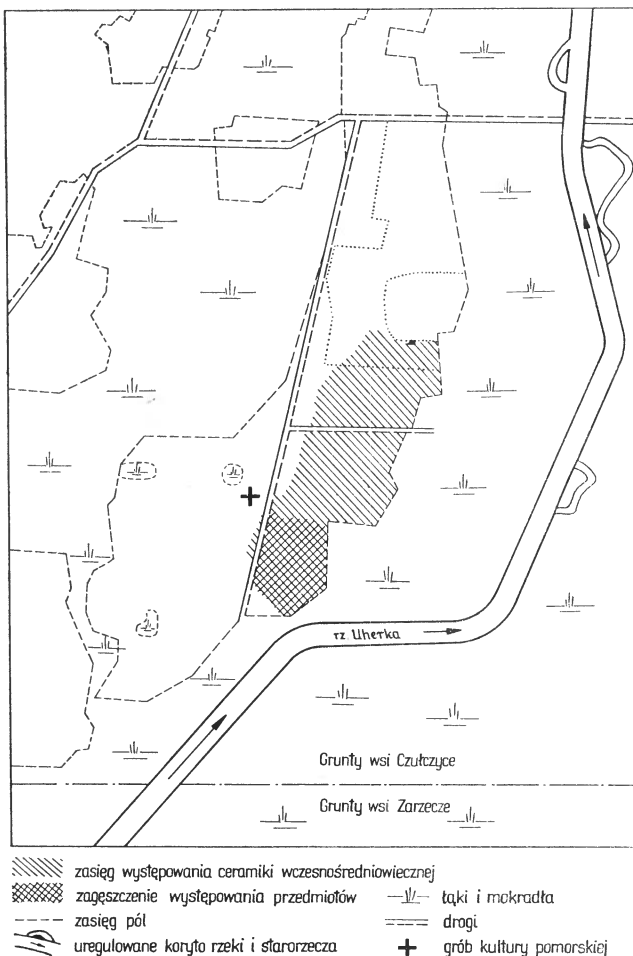 rz. Uherka
Grunty wsi Czułczyce
Grunty wsi Zarzecze
zasięg występowania ceramiki wczesnośredniowiecznej
zagęszczenie występowania przedmiotów
łąki i mokradła
zasięg pól
drogi
uregulowane koryto rzeki i starorzecza
grób kultury pomorskiej